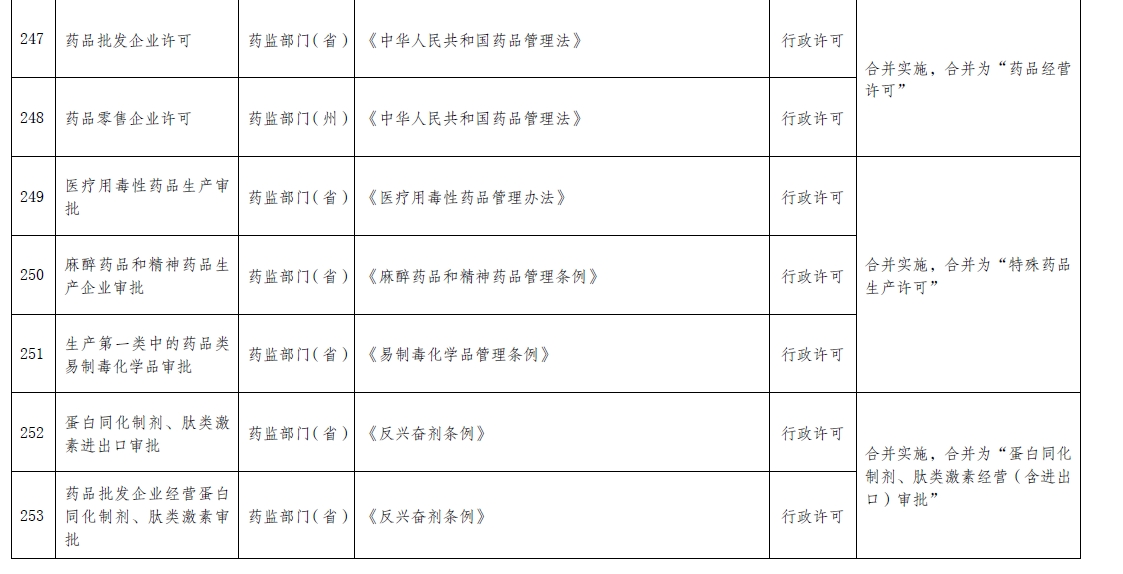 247
药品批发企业许可
药监部门(省)
《中华人民共和国药品管理法》
行政许可
合并实施，合并为“药品经营
许可”
248
药品零售企业许可
药监部门(州)
《中华人民共和国药品管理法》
行政许可
249
医疗用毒性药品生产审
批
药监部门(省)
《医疗用毒性药品管理办法》
行政许可
合并实施，合并为“特殊药品
生产许可”
250
麻醉药品和精神药品生
产企业审批
药监部门(省)
《麻醉药品和精神药品管理条例》
行政许可
251
生产第一类中的药品类
易制毒化学品审批
药监部门(省)
《易制毒化学品管理条例》
行政许可
252
蛋白同化制剂、肽类激
素进出口审批
药监部门(省)
《反兴奋剂条例》
行政许可
合并实施，合并为“蛋白同化
制剂、肽类激素经营(含进出
口)审批”
253
药品批发企业经营蛋白
同化制剂、肽类激素审
批
药监部门(省)
《反兴奋剂条例》
行政许可